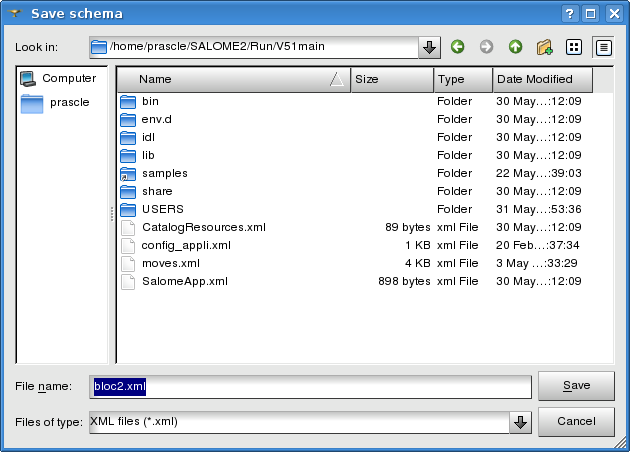 Save schema
Look in: /home/prascle/SALOME2/Run/V51main
Computer
prascle
Name Size Type Date Modified
bin Folder 30 May...:12:09
env.d Folder 30 May...:12:09
idl Folder 30 May...:12:09
lib Folder 30 May...:12:09
samples Folder 22 May...:39:03
share Folder 30 May...:12:09
USERS Folder 31 May...:53:36
CatalogResources.xml 89 bytes xml File 30 May...:12:09
config_appli.xml 1 KB xml File 20 Feb...:37:34
moves.xml 4 KB xml File 3 May ...:33:29
SalomeApp.xml 898 bytes xml File 30 May...:12:09
File name: bloc2.xml Save
Files of type: XML files (*.xml) Cancel